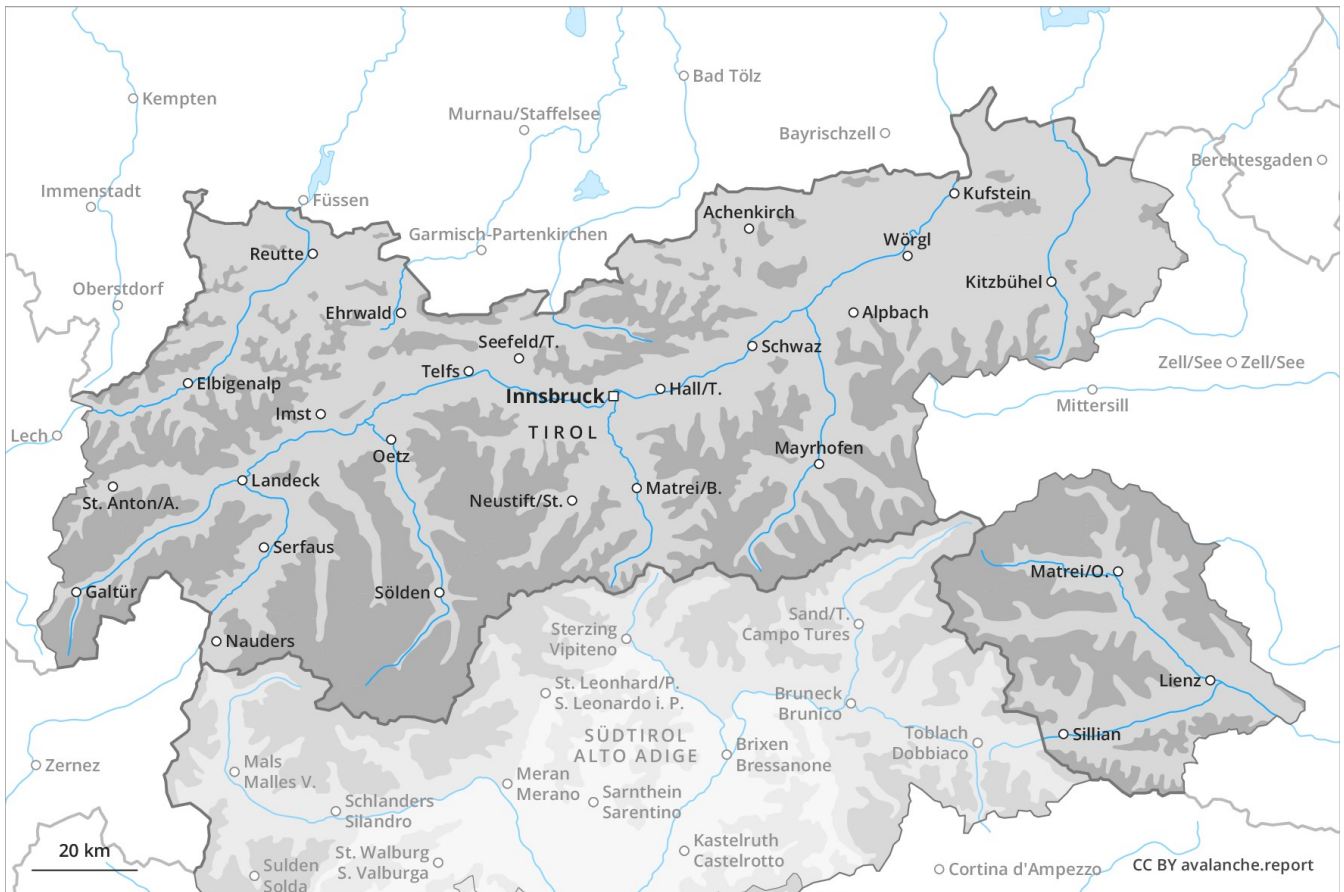 Kempten
Bad Tölz
Murnau/Staffelsee
Bayrischzell
Berchtesgaden
Immenstadt
Füssen
Kufstein
Achenkirch
Garmisch-Partenkirchen
Wörgl
Reutte
Oberstdorf
Kitzbühel
Ehrwald
Alpbach
Seefeld/T.
Schwaz
Zell/See
Zell/See
Telfs
Elbigenalp
Hall/T.
Mittersill
Innsbruck
Imst
TIROL
Lech
Oetz
Mayrhofen
Landeck
Matrei/B.
St. Anton/A.
Neustift/St.
Serfaus
Matrei/O.
Galtür
Sölden
Sand/T.
Campo Tures
Sterzing
Vipiteno
Nauders
Lienz
St. Leonhard/P.
S. Leonardo i. P.
Bruneck
Brunico
Toblach
Dobbiaco
Sillian
SÜDTIROL
ALTO ADIGE
Brixen
Bressanone
Zernez
Mals
Malles V.
Meran
Merano
Sarnthein
Sarentino
Schlanders
Silandro
Kastelruth
Castelrotto
20 km
St. Walburg
S. Valburga
Sulden
Solda
Cortina d'Ampezzo
CC BY avalanche.report